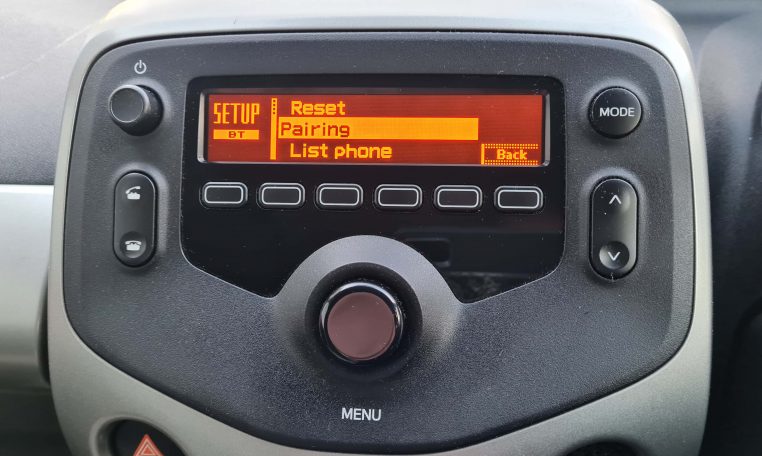 SETUP
BT
Reset
Pairing
List phone
Back
MODE
MENU